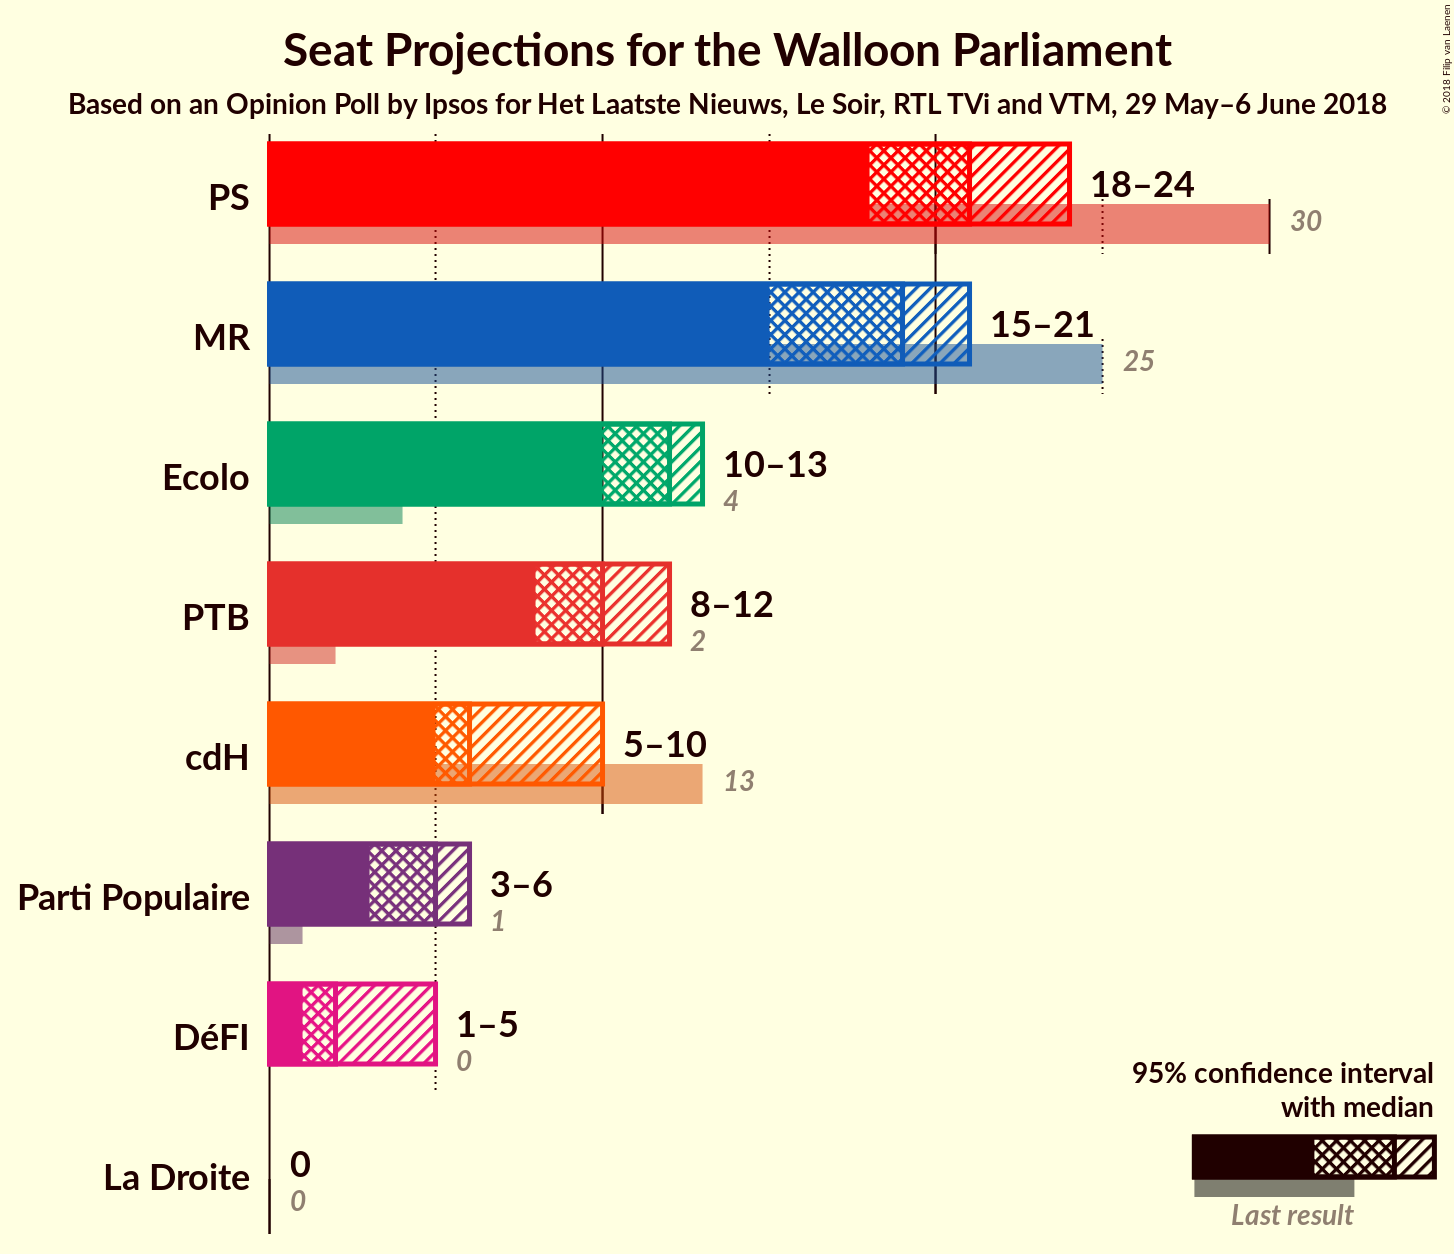 Seat Projections for the Walloon Parliament
Based on an Opinion Poll by Ipsos for Het Laatste Nieuws, Le Soir, RTL TVi and VTM, 29 May–6 June 2018
© 2018 Filip van Laenen
PS
18–24
30
MR
15–21
25
Ecolo
10–13
4
PTB
8–12
2
cdH
5–10
13
Parti Populaire
3–6
1
DéFI
1–5
0
La Droite
0
0
95% confidence interval
with median
Last result